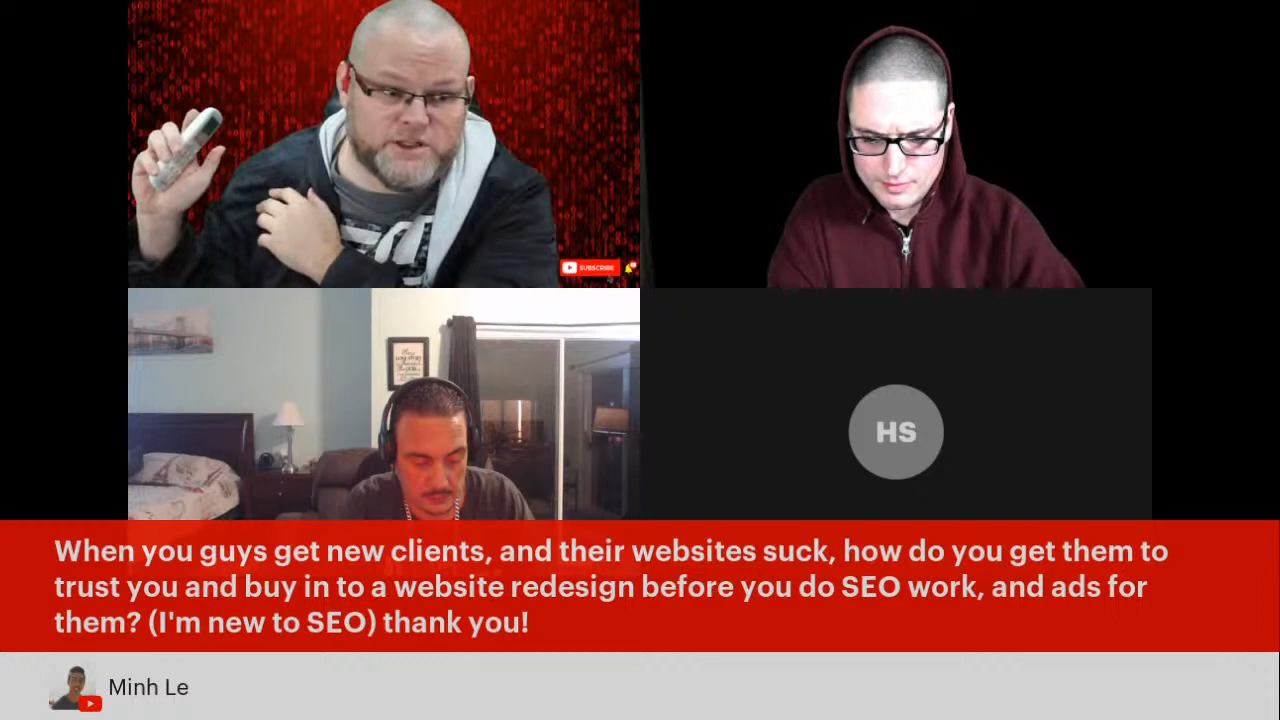 SUBSCRIBE
HS
When you guys get new clients, and their websites suck, how do you get them to
trust you and buy in to a website redesign before you do SEO work, and ads for
them? (I'm new to SEO) thank you!
Minh Le